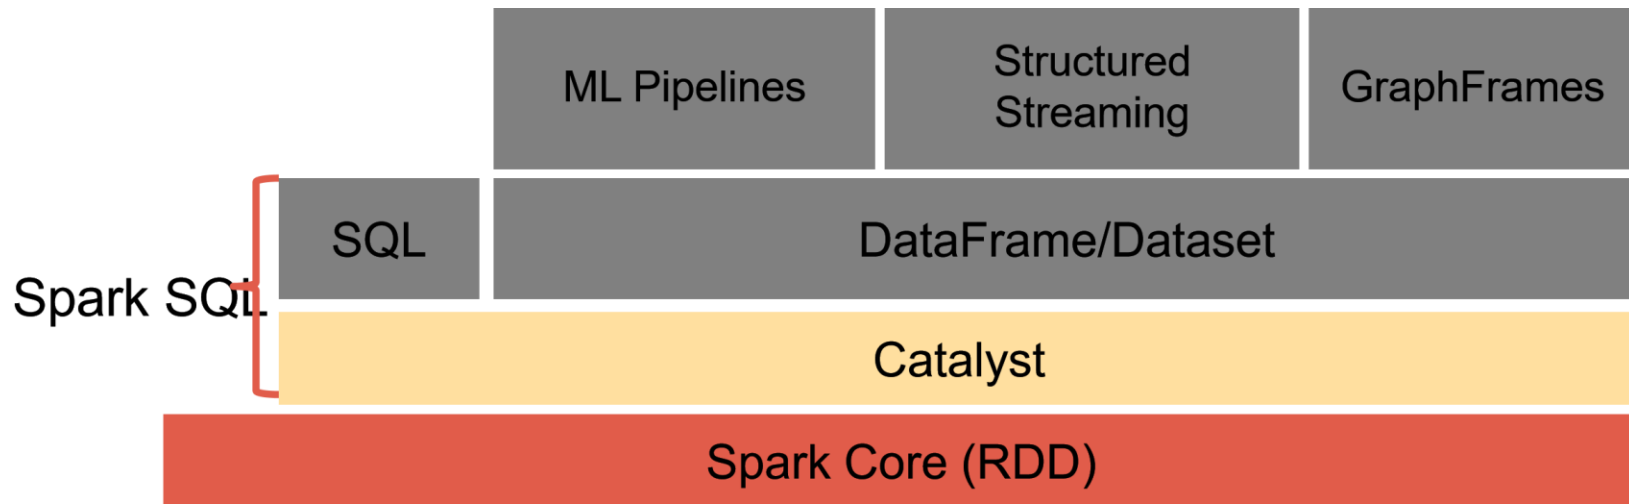 ML Pipelines
Structured
Streaming
GraphFrames
SQL
DataFrame/Dataset
Spark SQL
Catalyst
Spark Core (RDD)